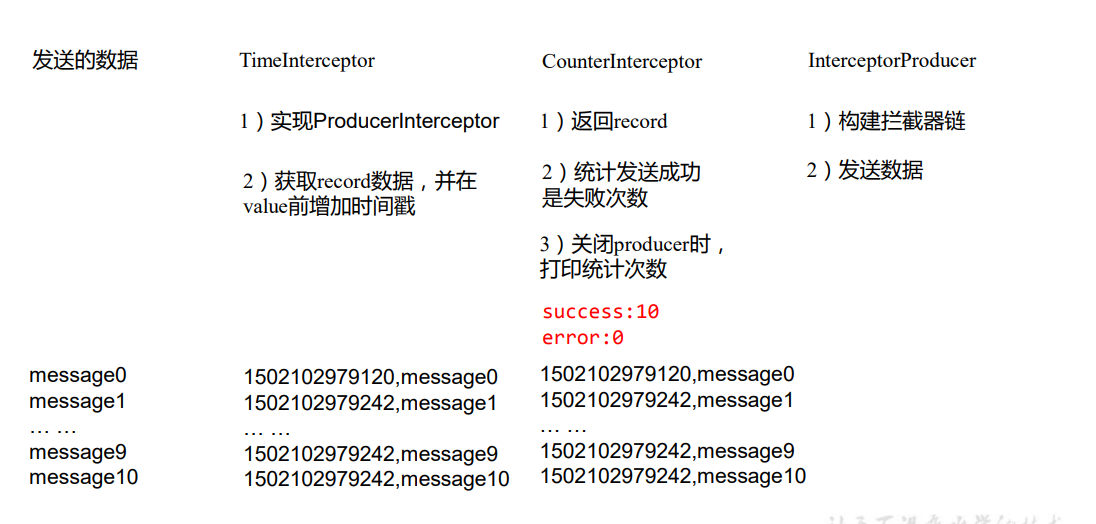 发送的数据
TimeInterceptor
CounterInterceptor
InterceptorProducer
1）实现ProducerInterceptor
1）返回record
1）构建拦截器链
2）获取record数据，并在
value前增加时间戳
2）统计发送成功
是失败次数
2）发送数据
3）关闭producer时，
打印统计次数
success:10
error:0
message0
1502102979120,message0
1502102979120,message0
message1
1502102979242,message1
1502102979242,message1
… …
… …
… …
message9
1502102979242,message9
1502102979242,message9
message10
1502102979242,message10
1502102979242,message10